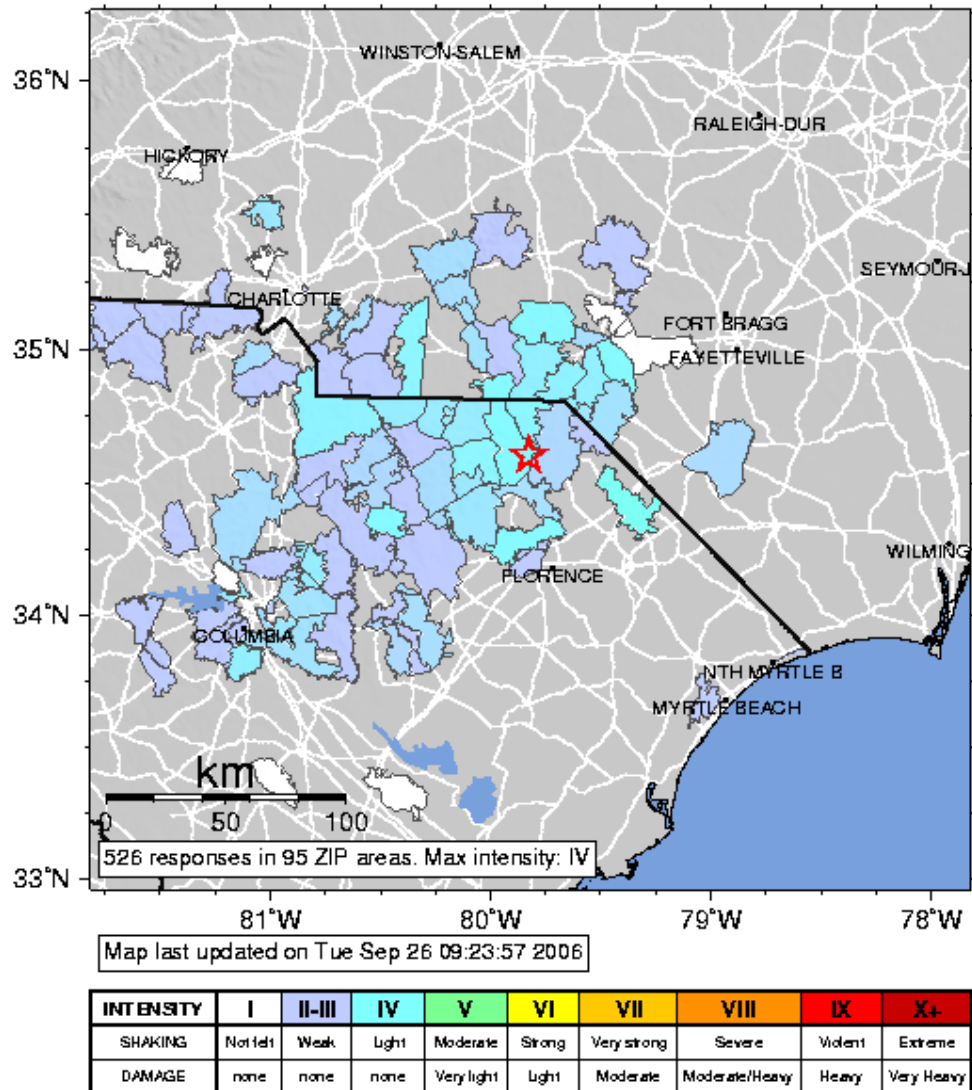 WINSTON-SALEM
36°N
RALEIGH-DUR
HICKORY
SEYMOUR-J
CHARLOTTE
FORT BRAGG
35°N
FAYETTEVILLE
WILMING
FLORENCE
34°N
COLUMBIA
NTH MYRTLE B
MYRTLE BEACH
km
0 50 100
526 responses in 95 ZIP areas. Max intensity: IV
33°N
81°W 80°W 79°W 78°W
Map last updated on Tue Sep 26 09:23:57 2006
INTENSITY I II-III IV V VI VII VIII IX X+
SHAKING Not felt Weak Light Moderate Strong Very strong Severe Violent Extreme
DAMAGE none none none Very light Light Moderate Moderate/Heavy Heavy Very Heavy